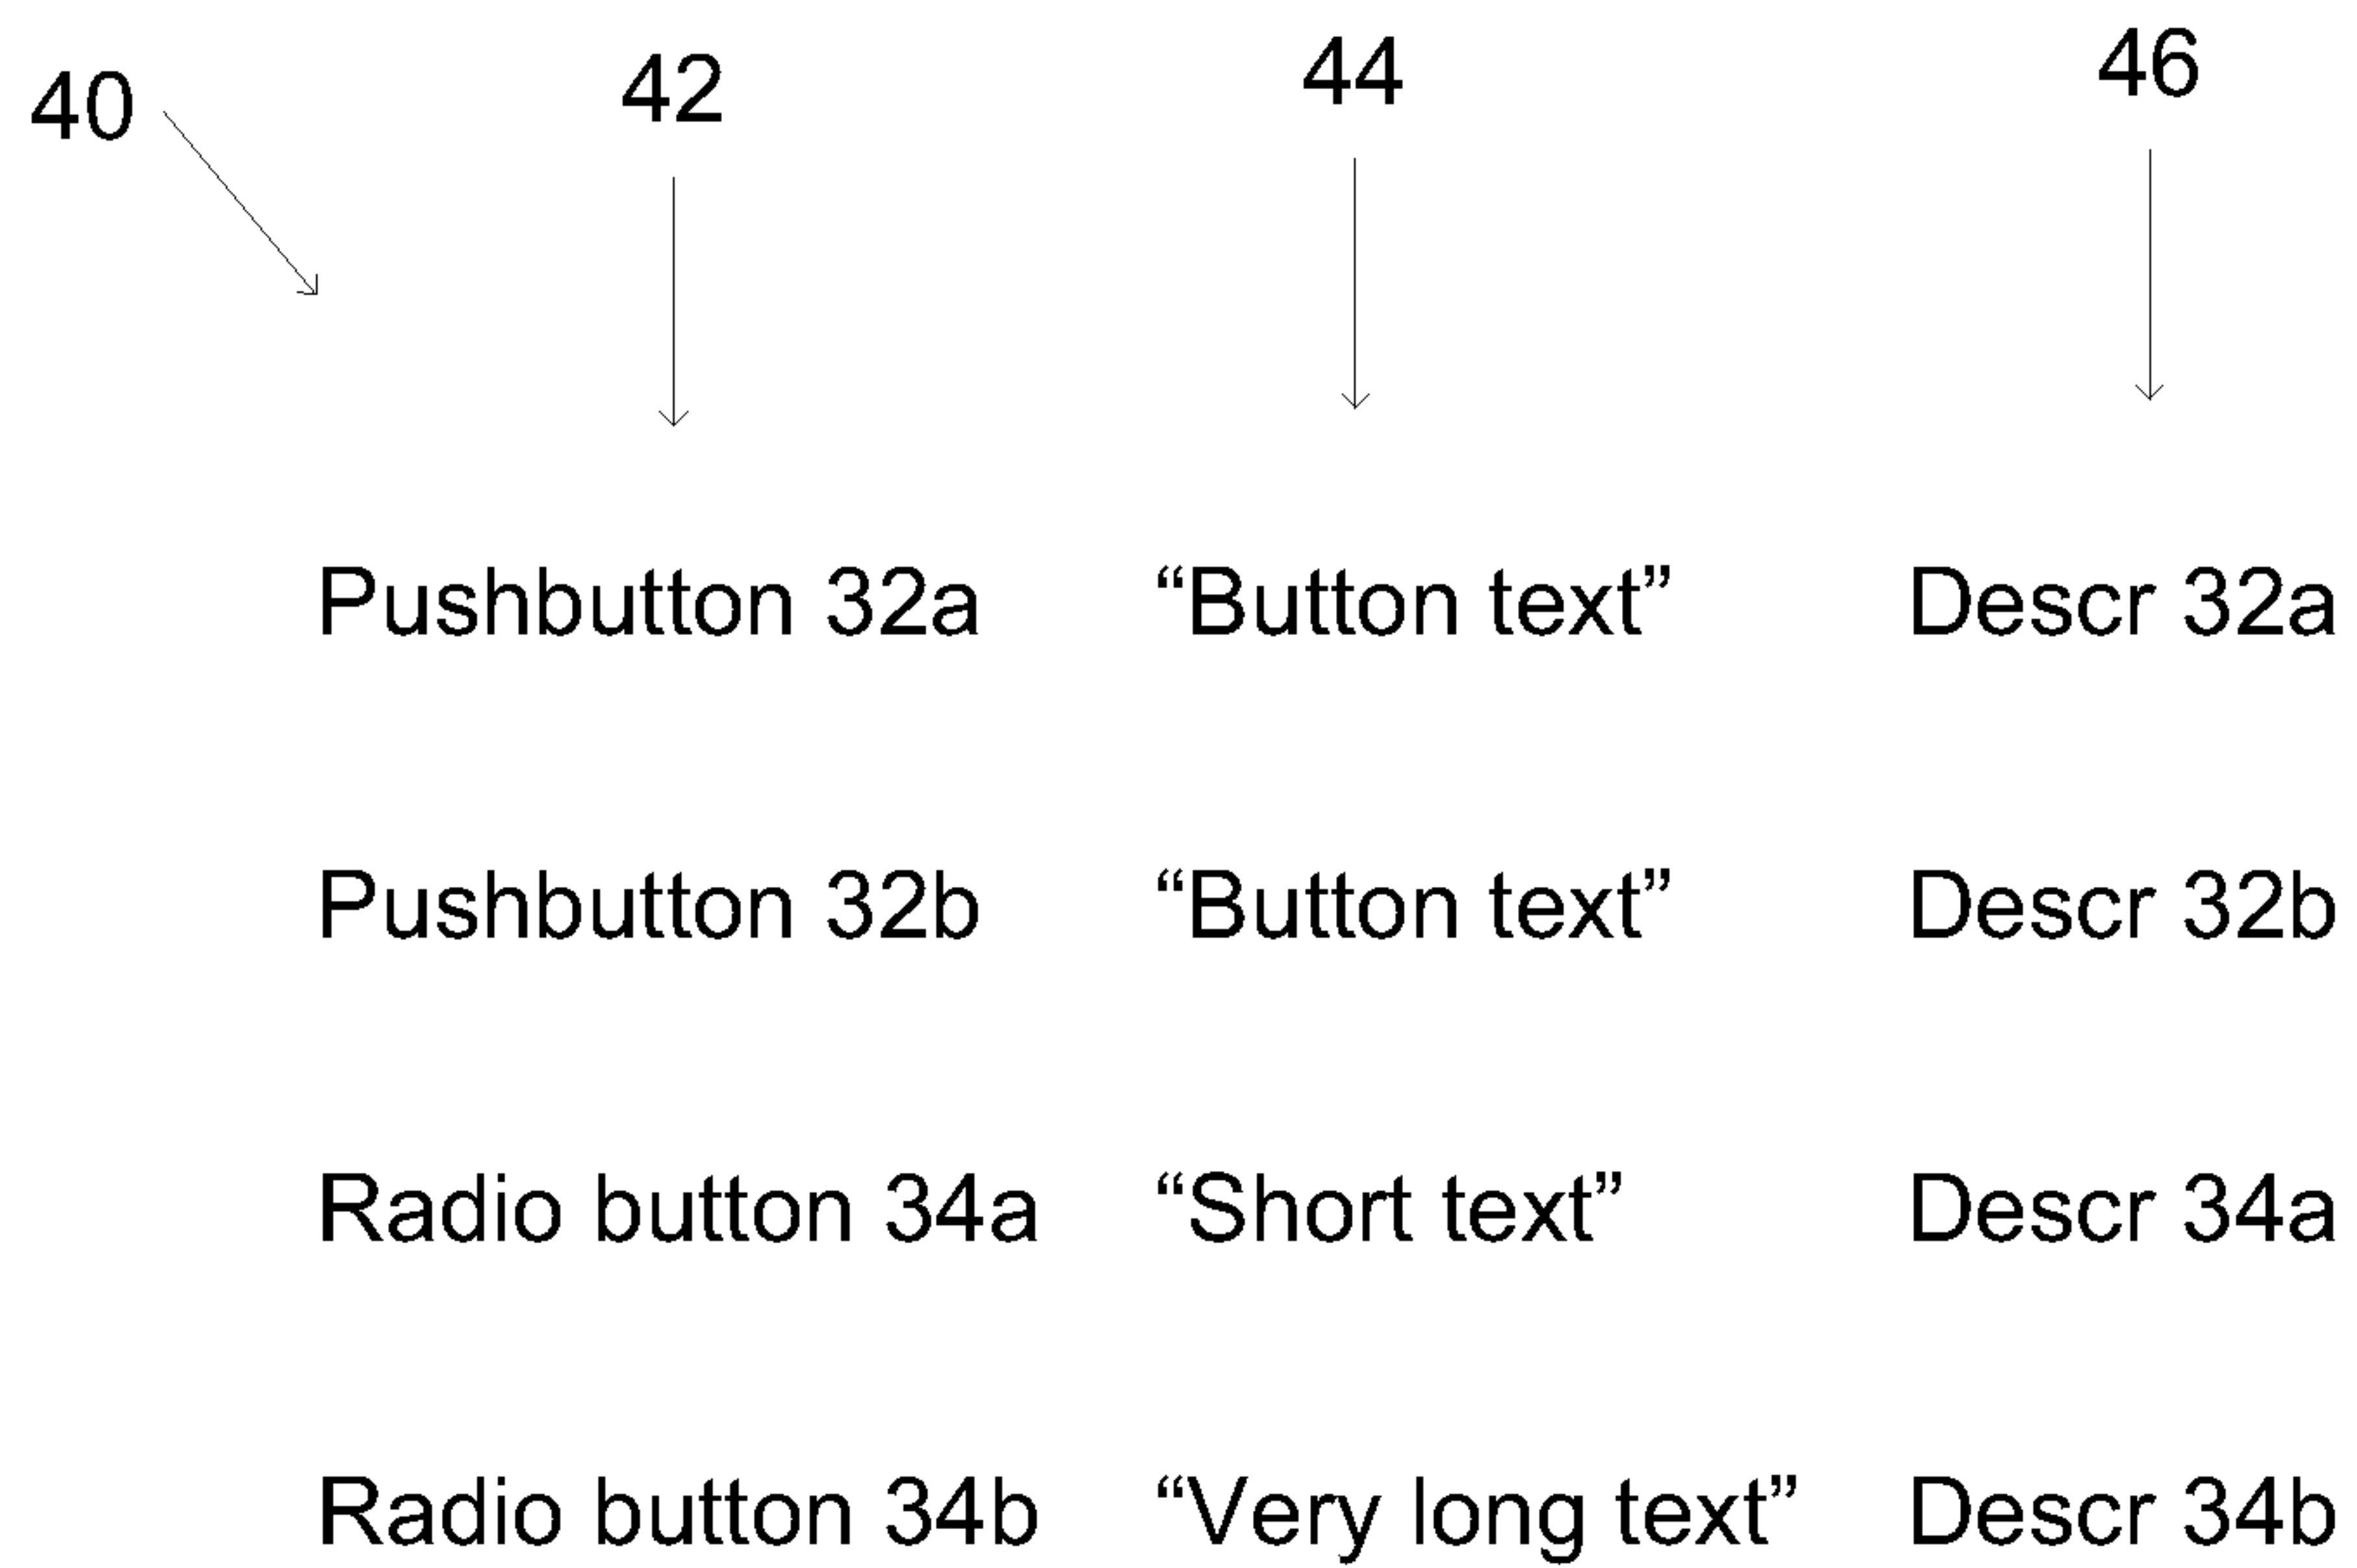 40 42 44 46
Pushbutton 32a “Button text” Descr 32a
Pushbutton 32b “Button text” Descr 32b
Radio button 34a “Short text” Descr 34a
Radio button 34b “Very long text” Descr 34b